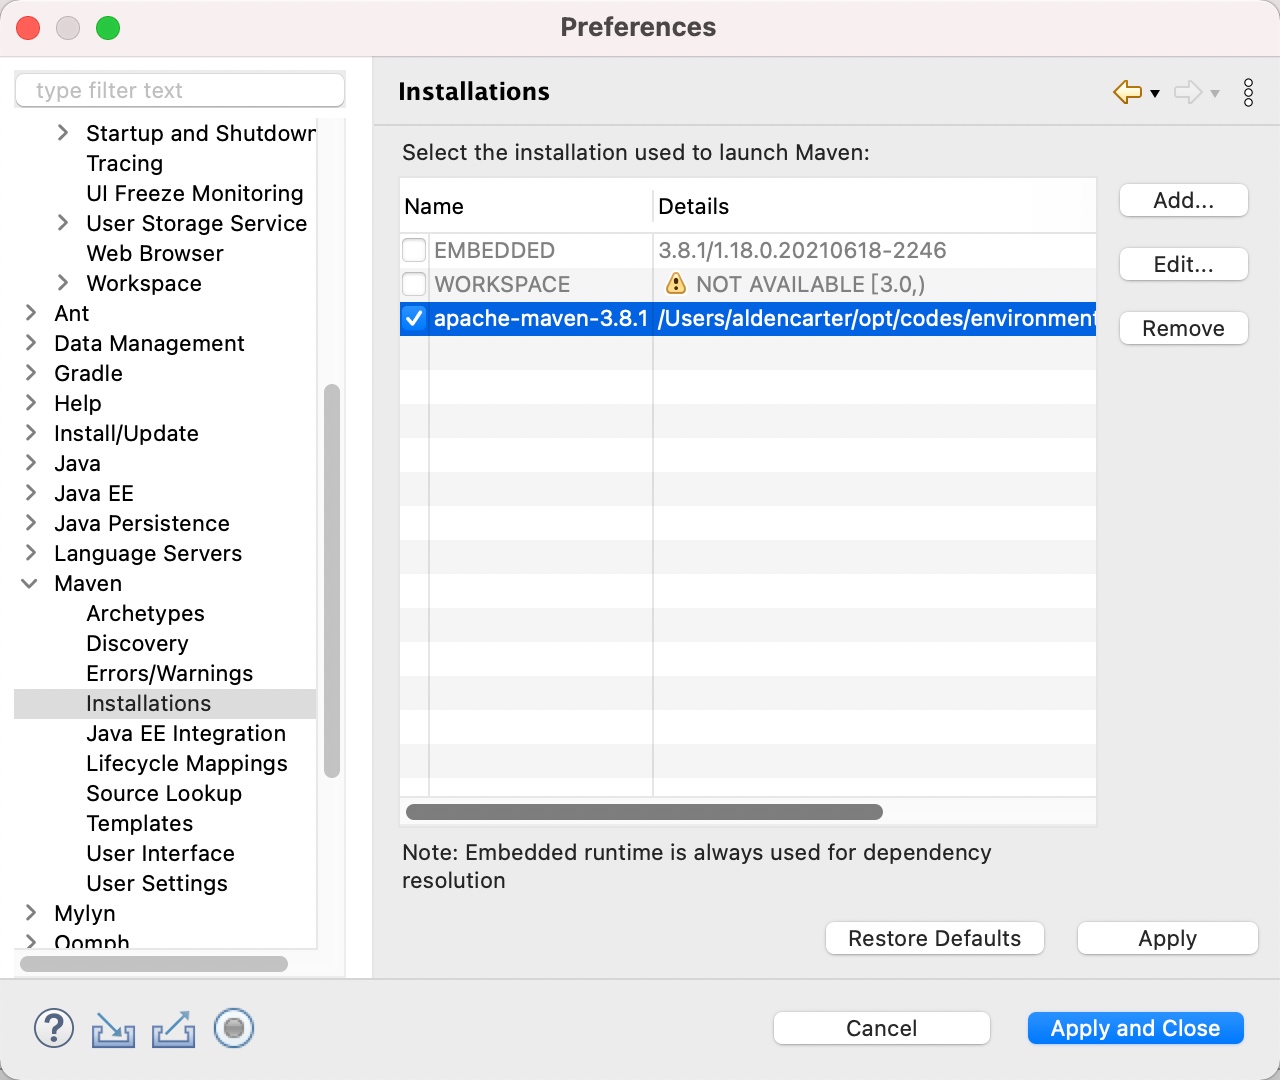 Preferences
type filter text
Startup and Shutdown
Tracing
UI Freeze Monitoring
User Storage Service
Web Browser
Workspace
Ant
Data Management
Gradle
Help
Install/Update
Java
Java EE
Java Persistence
Language Servers
Maven
Archetypes
Discovery
Errors/Warnings
Installations
Java EE Integration
Lifecycle Mappings
Source Lookup
Templates
User Interface
User Settings
Mylyn
Oomph
Installations
Select the installation used to launch Maven:
Name Details
EMBEDDED 3.8.1/1.18.0.20210618-2246
WORKSPACE NOT AVAILABLE [3.0,)
apache-maven-3.8.1 /Users/aldencarter/opt/codes/environment
Add...
Edit...
Remove
Note: Embedded runtime is always used for dependency
resolution
Restore Defaults Apply
Cancel Apply and Close